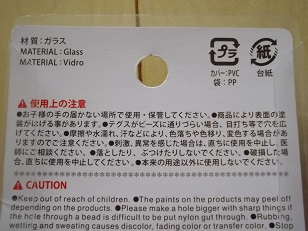 材質：ガラス
MATERIAL：Glass
MATERIAL：Vidro
プラ
カバー：PVC
袋：PP
紙
台紙
使用上の注意
●お子様の手の届かない場所で使用・保管してください。●商品により表面の塗
装がはげる事があります。●テグスがビーズに通りづらい場合、目打ち等で穴を広
げてください。●摩擦や水濡れ、汗などにより、色落ちや色移り、変色する場合があ
りますのでご注意ください。●刺激、異常を感じた場合は、直ちに使用を中止し、医
師にご相談ください。●落としたり、ぶつけたりしないでください。●破損した場
合、直ちに使用を中止してください。●本来の用途以外に使用しないでください。
CAUTION
●Keep out of reach of children. ●The paints on the products may peel off
depending on the products. ●Please make a hole bigger with sharp things
if the hole through a bead is difficult to be put nylon gut through. ●Rubbing,
wetting and sweating causes discolor, fading color or color transfer. ●Stop